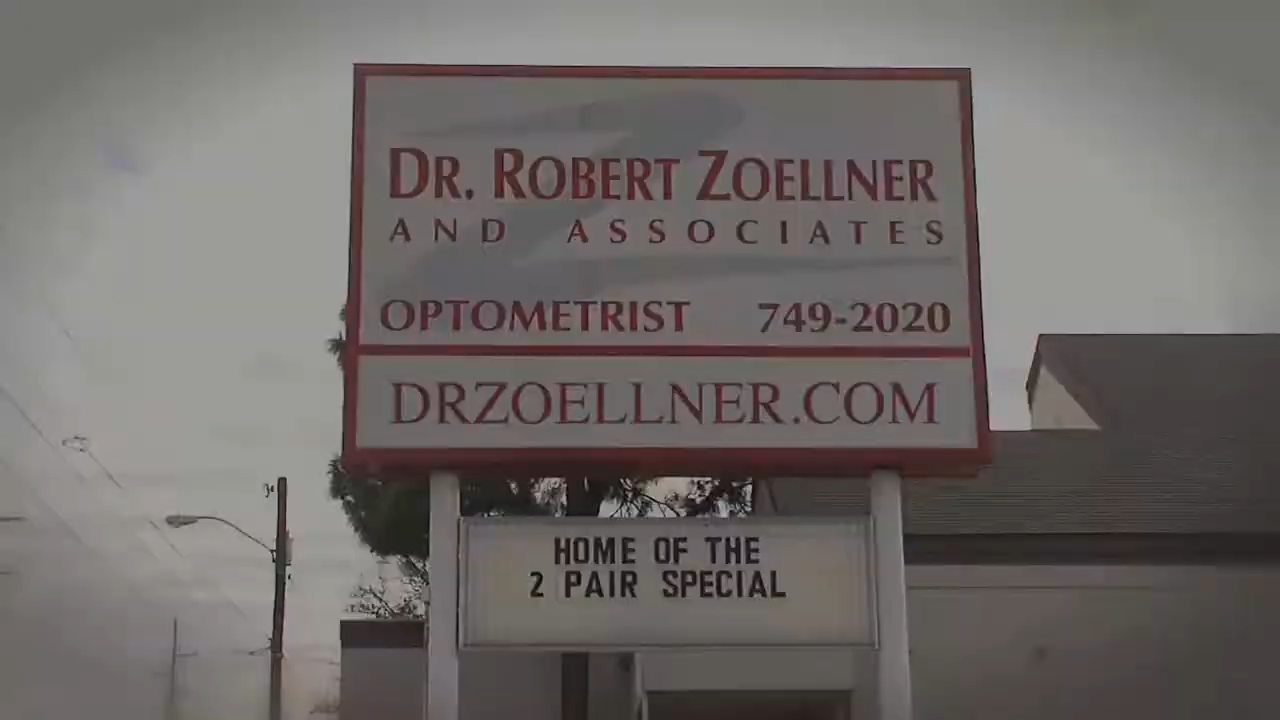 DR. ROBERT ZOELLNER
AND ASSOCIATES
OPTOMETRIST 749-2020
DRZOELLNER.COM
HOME OF THE
2 PAIR SPECIAL